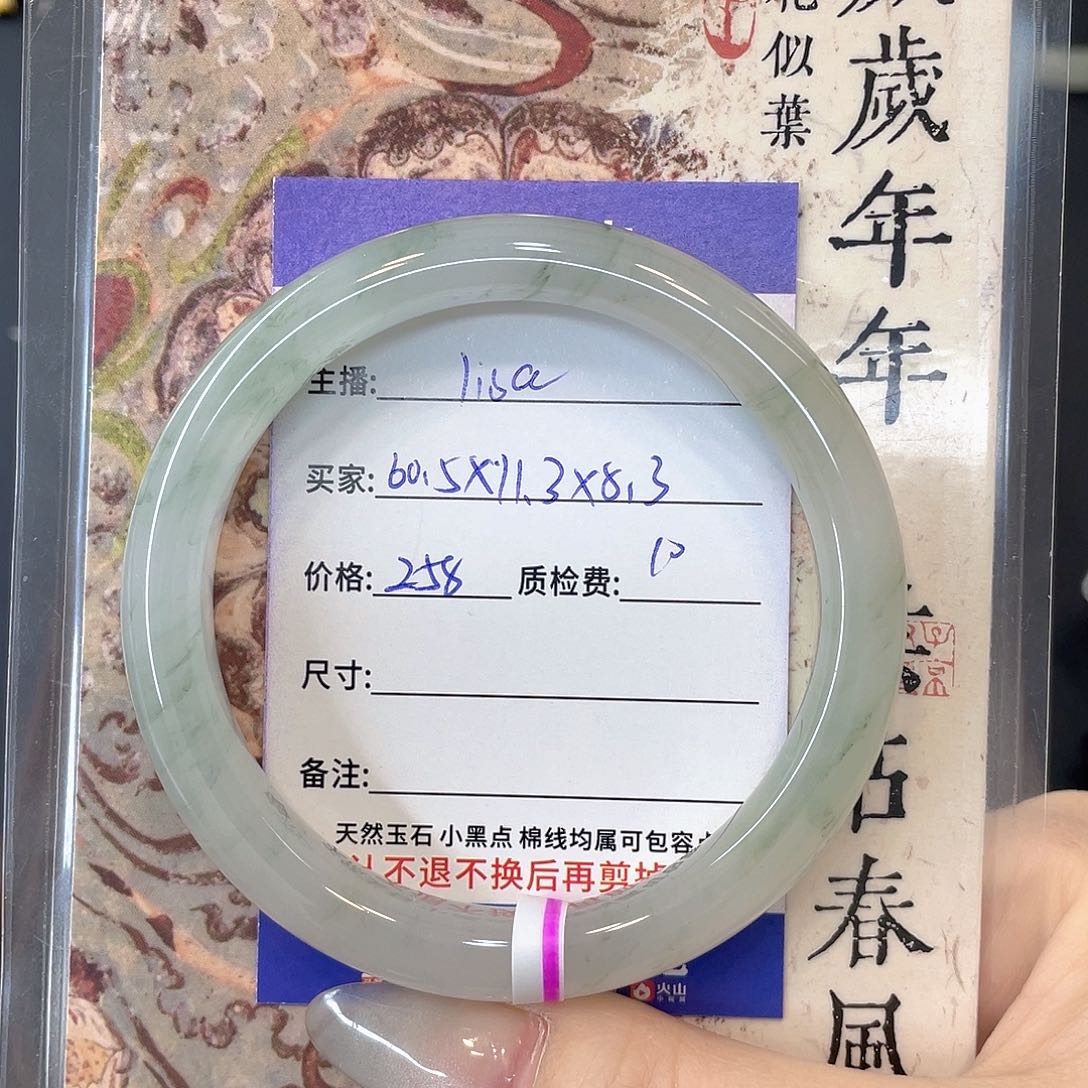 主播: lisa
买家: 60.5X11.3X8.3
价格: 258 质检费: 10
尺寸:
备注:
天然玉石 小黑点 棉线均属可包容
不退不换后再剪掉
火山
似葉
歲年年
春風